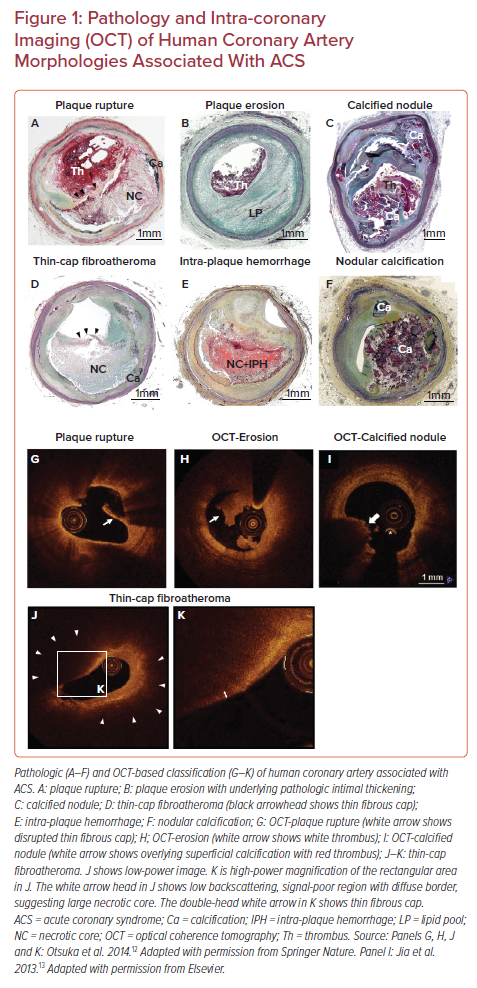 Figure 1: Pathology and Intra-coronary
Imaging (OCT) of Human Coronary Artery
Morphologies Associated With ACS
Plaque rupture
Plaque erosion
Calcified nodule
A
Th
Ca
NC
1mm
B
Th
LP
1mm
C
Ca
Th
Ca
1mm
Thin-cap fibroatheroma
Intra-plaque hemorrhage
Nodular calcification
D
NC
Ca
1mm
E
NC+IPH
1mm
F
Ca
Ca
1mm
Plaque rupture
OCT-Erosion
OCT-Calcified nodule
G
H
I
*
1 mm
Thin-cap fibroatheroma
J
K
K
Pathologic (A–F) and OCT-based classification (G–K) of human coronary artery associated with
ACS. A: plaque rupture; B: plaque erosion with underlying pathologic intimal thickening;
C: calcified nodule; D: thin-cap fibroatheroma (black arrowhead shows thin fibrous cap);
E: intra-plaque hemorrhage; F: nodular calcification; G: OCT-plaque rupture (white arrow shows
disrupted thin fibrous cap); H; OCT-erosion (white arrow shows white thrombus); I: OCT-calcified
nodule (white arrow shows overlying superficial calcification with red thrombus); J–K: thin-cap
fibroatheroma. J shows low-power image. K is high-power magnification of the rectangular area
in J. The white arrow head in J shows low backscattering, signal-poor region with diffuse border,
suggesting large necrotic core. The double-head white arrow in K shows thin fibrous cap.
ACS = acute coronary syndrome; Ca = calcification; IPH = intra-plaque hemorrhage; LP = lipid pool;
NC = necrotic core; OCT = optical coherence tomography; Th = thrombus. Source: Panels G, H, J
and K: Otsuka et al. 2014.12 Adapted with permission from Springer Nature. Panel I: Jia et al.
2013.13 Adapted with permission from Elsevier.